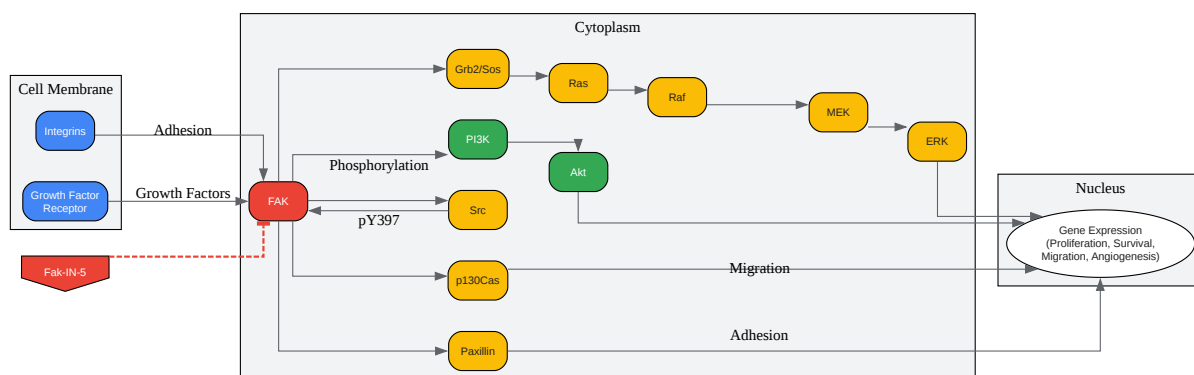 Cytoplasm
Cell Membrane
Integrins
Growth Factor
Receptor
Adhesion
Growth Factors
Fak-IN-5
FAK
Grb2/Sos
Ras
Raf
MEK
ERK
PI3K
Phosphorylation
Akt
Src
pY397
p130Cas
Migration
Paxillin
Adhesion
Nucleus
Gene Expression
(Proliferation, Survival,
Migration, Angiogenesis)